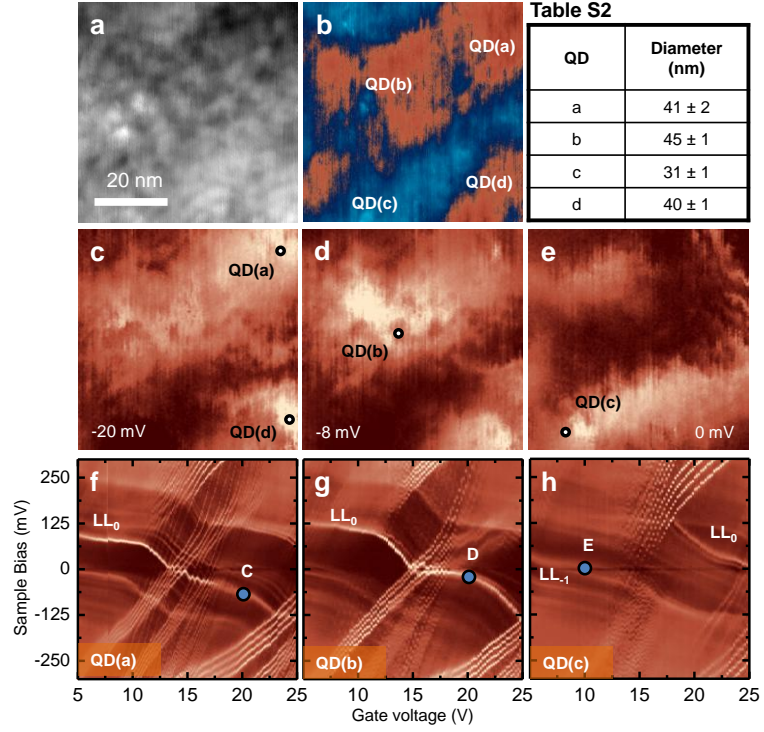 Table S2
a
20 nm
b
QD(a)
QD(b)
QD(c)
QD(d)
QD Diameter (nm)
a 41 ± 2
b 45 ± 1
c 31 ± 1
d 40 ± 1
c
QD(a)
QD(d)
-20 mV
d
QD(b)
-8 mV
e
QD(c)
0 mV
Sample Bias (mV)
250
125
0
-125
-250
f
LL₀
C
QD(a)
5 10 15 20 25
g
LL₀
D
QD(b)
5 10 15 20 25
h
E
LL₀
LL₋₁
QD(c)
5 10 15 20 25
Gate voltage (V)